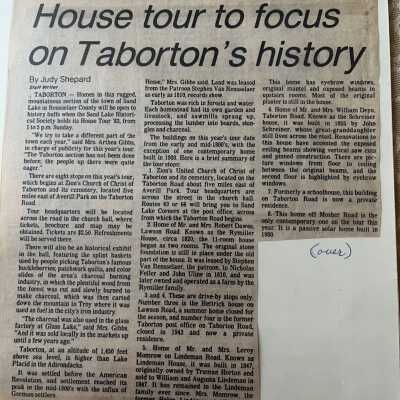 House tour to focus
on Taborton's history
By Judy Shepard
Staff Writer
TABORTON — Homes in this rugged,
mountainous section of the town of Sand
Lake in Rensselaer County will be open to
history buffs when the Sand Lake Histori-
cal Society holds its House Tour '83, from
1 to 5 p.m. Sunday.
"We try to take a different part of the
town each year," said Mrs. Arthea Gibbs,
in charge of publicity for this year's tour.
"The Taborton section has not been done
before; the people up there were quite
eager."
There are eight stops on this year's tour,
which begins at Zion's Church of Christ of
Taborton and its cemetery, located five
miles east of Averill Park on the Taborton
Road.
Tour headquarters will be located
across the road in the church hall, where
tickets, brochure and map may be
obtained. Tickets are $3.50. Refreshments
will be served there.
There will also be an historical exhibit
in the hall, featuring the splint baskets
used by people picking Taborton's famous
buckleberries; patchwork quilts, and color
slides of the area's charcoal burning
industry, in which the plentiful wood from
the forest was cut and slowly burned to
make charcoal, which was then carted
down the mountain to Troy where it was
used as fuel in the city's iron industry.
"The charcoal was also used in the glass
factory at Glass Lake," said Mrs. Gibbs,
"And it was sold locally in the markets up
until a few years ago."
Taborton, at an altitude of 1,450 feet
above sea level, is higher than Lake
Placid in the Adirondacks.
It was settled before the American
Revolution, and settlement reached its
peak in the mid-1800's with the influx of
German settlers.
House," Mrs. Gibbs said. Land was leased
from the Patroon Stephen Van Rensselaer
as early as 1819, records show.
Taborton was rich in forests and water.
Each homestead had its own garden and
livestock, and sawmills sprang up,
processing the lumber into boards, shin-
gles and charcoal.
The buildings on this year's tour date
from the early and mid-1800's, with the
exception of one contemporary home
built in 1980. Here is a brief summary of
the tour stops:
1. Zion's United Church of Christ of
Taborton and its cemetery, located on the
Taborton Road about five miles east of
Averill Park. Tour headquarters are
across the street in the church hall.
Routes 43 or 66 will bring you to Sand
Lake Corners at the post office, across
from which the Taborton Road begins.
2. Home of Mr. and Mrs. Robert Dawes,
Lawson Road. Known as the Rymiller
House, circa 1820, the 11-room house
began as two rooms. The original stone
foundation is still in place under the old
part of the house. It was leased by Stephen
Van Rensselaer, the patroon, to Nicholas
Feiler and John Uline in 1819, and was
later owned and operated as a farm by the
Rymiller family.
3 and 4. These are drive-by stops only.
Number three is the Hettrick house on
Lawson Road, a summer home closed for
the season, and number four is the former
Taborton post office on Taborton Road,
closed in 1943 and now a private
residence.
5. Home of Mr. and Mrs. Leroy
Momrow on Lindeman Road. Known as
Lindeman House, it was built in 1847,
originally owned by Truman Horton and
sold to William and Augusta Lindeman in
1847. It has remained in the Lindeman
family ever since. Mrs. Momrow, the
This home has eyebrow windows,
original mantel and exposed beams in
upstairs rooms. Most of the original
plaster is still in the house.
6. Home of Mr. and Mrs. William Deyo,
Taborton Road. Known as the Schreiner
house, it was built in 1855 by John
Schreiner, whose great-granddaughter
still lives across the road. Renovations to
this house have accented the exposed
ceiling beams showing vertical saw cuts
and pinned construction. There are pic-
ture windows from floor to ceiling
between the original beams, and the
second floor is highlighted by eyebrow
windows.
7. Formerly a schoolhouse, this building
on Taborton Road is now a private
residence.
8. This home off Mosher Road is the
only contemporary one on the tour this
year. It is a passive solar home built in
1980.
(over)